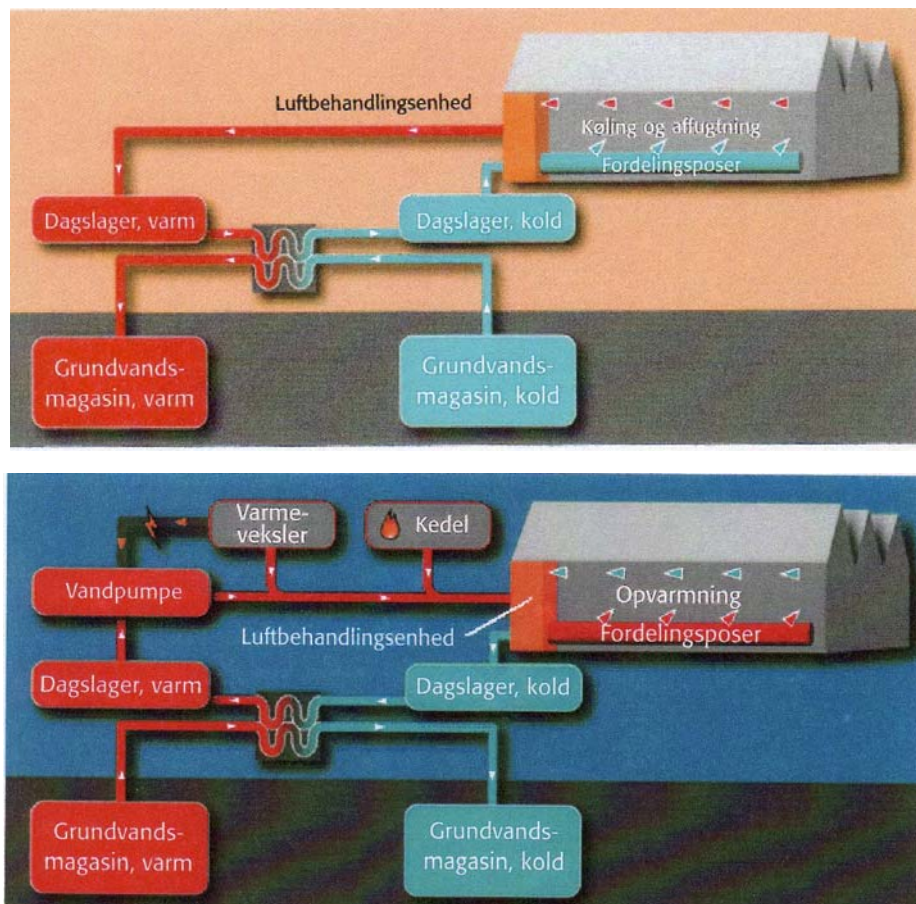 Luftbehandlingsenhed
Køling og affugtning
Fordelingsposer
Dagslager, varm
Dagslager, kold
Grundvands-
magasin, varm
Grundvands-
magasin, kold
Varme-
veksler
Kedel
Vandpumpe
Opvarmning
Luftbehandlingsenhed
Fordelingsposer
Dagslager, varm
Dagslager, kold
Grundvands-
magasin, varm
Grundvands-
magasin, kold